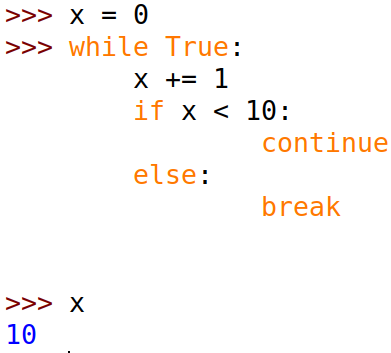 >>> x = 0
>>> while True:
        x += 1
        if x < 10:
                continue
        else:
                break
>>> x
10